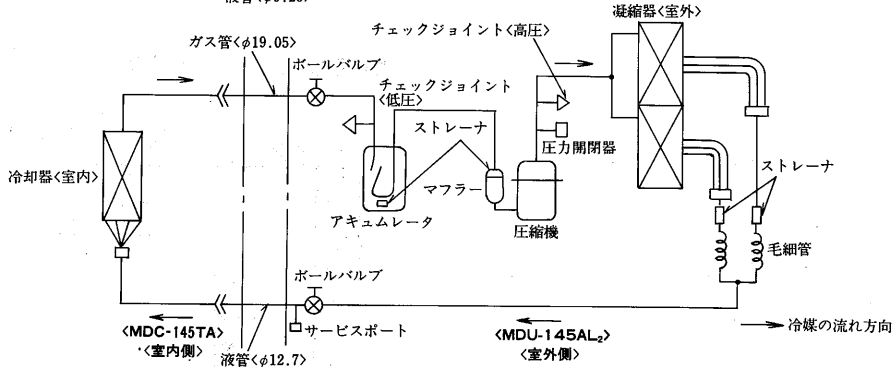 凝縮器<室外>
チェックジョイント<高圧>
ガス管<φ19.05>
ボールバルブ
チェックジョイント
<低圧>
ストレーナ
圧力開閉器
冷却器<室内>
マフラー
ストレーナ
アキュムレータ
圧縮機
毛細管
ボールバルブ
サービスポート
<MDC-145TA>
<室内側>
液管<φ12.7>
<MDU-145AL₂>
<室外側>
冷媒の流れ方向